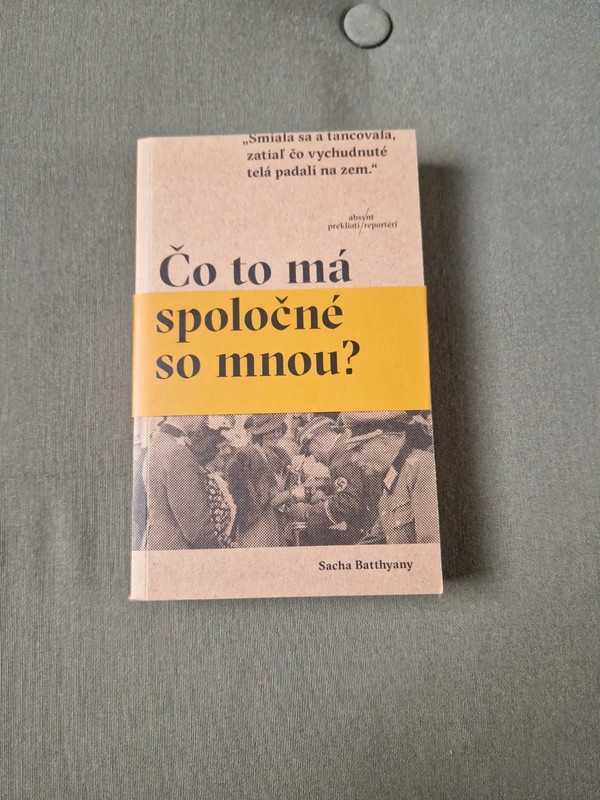 „Smiala sa a tancovala,
zatiaľ čo vychudnuté
telá padali na zem.“
absynt
prekliati/reportéri
Čo to má
spoločné
so mnou?
Sacha Batthyany